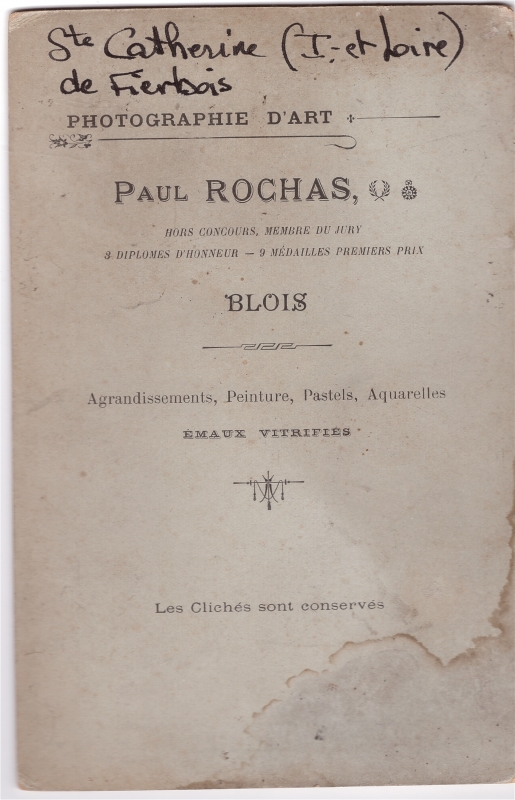 Ste Catherine (I.-et Loire)
de Fierbois
PHOTOGRAPHIE D'ART
PAUL ROCHAS,
HORS CONCOURS, MEMBRE DU JURY
3 DIPLOMES D'HONNEUR — 9 MÉDAILLES PREMIERS PRIX
BLOIS
Agrandissements, Peinture, Pastels, Aquarelles
ÉMAUX VITRIFIÉS
Les Clichés sont conservés